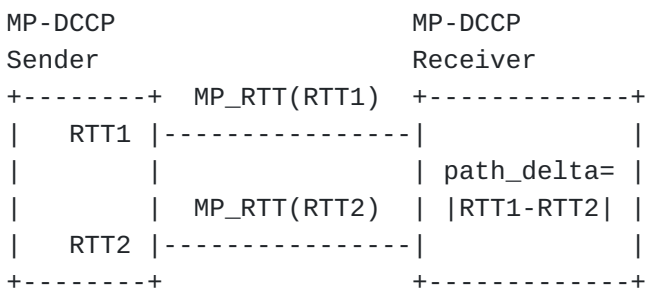 MP-DCCP                   MP-DCCP
Sender                    Receiver
+--------+  MP_RTT(RTT1)  +-------------+
|   RTT1 |----------------|             |
|        |                | path_delta= |
|        |  MP_RTT(RTT2)  | |RTT1-RTT2| |
|   RTT2 |----------------|             |
+--------+                +-------------+